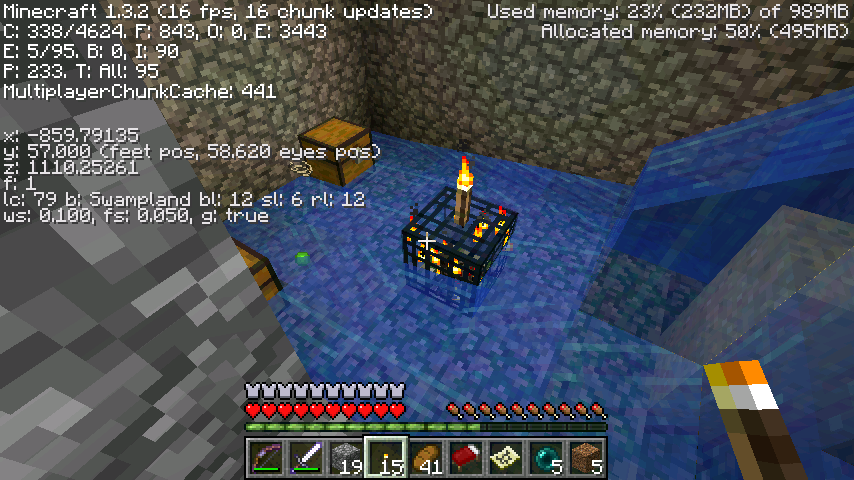 Minecraft 1.3.2 (16 fps, 16 chunk updates)
C: 338/4624. F: 843, O: 0, E: 3443
E: 5/95. B: 0, I: 90
P: 233. T: All: 95
MultiplayerChunkCache: 441
Used memory: 23% (232MB) of 989MB
Allocated memory: 50% (495MB)
x: -859.79135
y: 57.000 (feet pos, 58.620 eyes pos)
z: 1110.25261
f: 1
lc: 79 b: Swampland bl: 12 sl: 6 rl: 12
ws: 0.100, fs: 0.050, g: true
19
15
41
5
5